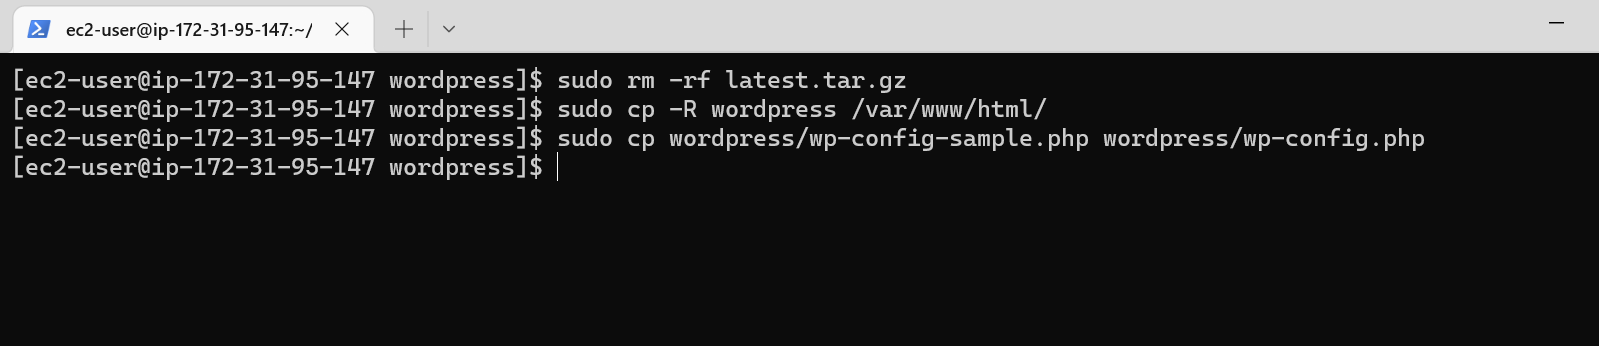 ec2-user@ip-172-31-95-147:~/
[ec2-user@ip-172-31-95-147 wordpress]$ sudo rm -rf latest.tar.gz
[ec2-user@ip-172-31-95-147 wordpress]$ sudo cp -R wordpress /var/www/html/
[ec2-user@ip-172-31-95-147 wordpress]$ sudo cp wordpress/wp-config-sample.php wordpress/wp-config.php
[ec2-user@ip-172-31-95-147 wordpress]$